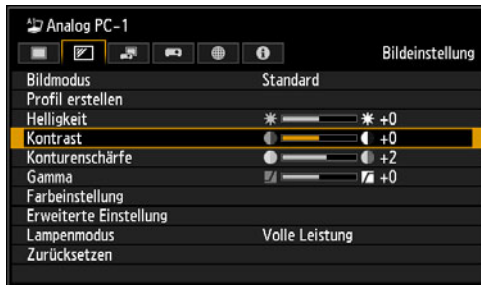 Analog PC-1
Bildeinstellung
Bildmodus Standard
Profil erstellen
Helligkeit +0
Kontrast +0
Konturenschärfe +2
Gamma +0
Farbeinstellung
Erweiterte Einstellung
Lampenmodus Volle Leistung
Zurücksetzen